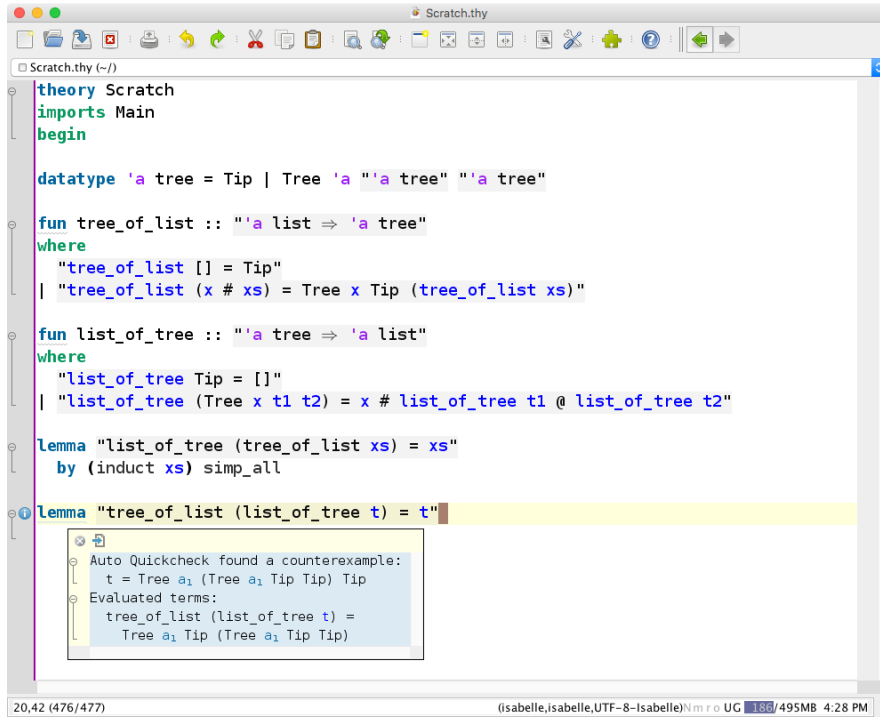 Scratch.thy
Scratch.thy (~/)
theory Scratch
imports Main
begin
datatype 'a tree = Tip | Tree 'a "'a tree" "'a tree"
fun tree_of_list :: "'a list ⇒ 'a tree"
where
"tree_of_list [] = Tip"
| "tree_of_list (x # xs) = Tree x Tip (tree_of_list xs)"
fun list_of_tree :: "'a tree ⇒ 'a list"
where
"list_of_tree Tip = []"
| "list_of_tree (Tree x t1 t2) = x # list_of_tree t1 @ list_of_tree t2"
lemma "list_of_tree (tree_of_list xs) = xs"
by (induct xs) simp_all
lemma "tree_of_list (list_of_tree t) = t"
Auto Quickcheck found a counterexample:
t = Tree a₁ (Tree a₁ Tip Tip) Tip
Evaluated terms:
tree_of_list (list_of_tree t) =
Tree a₁ Tip (Tree a₁ Tip Tip)
20,42 (476/477) (isabelle,isabelle,UTF-8-Isabelle)N m r o UG 186/495MB 4:28 PM